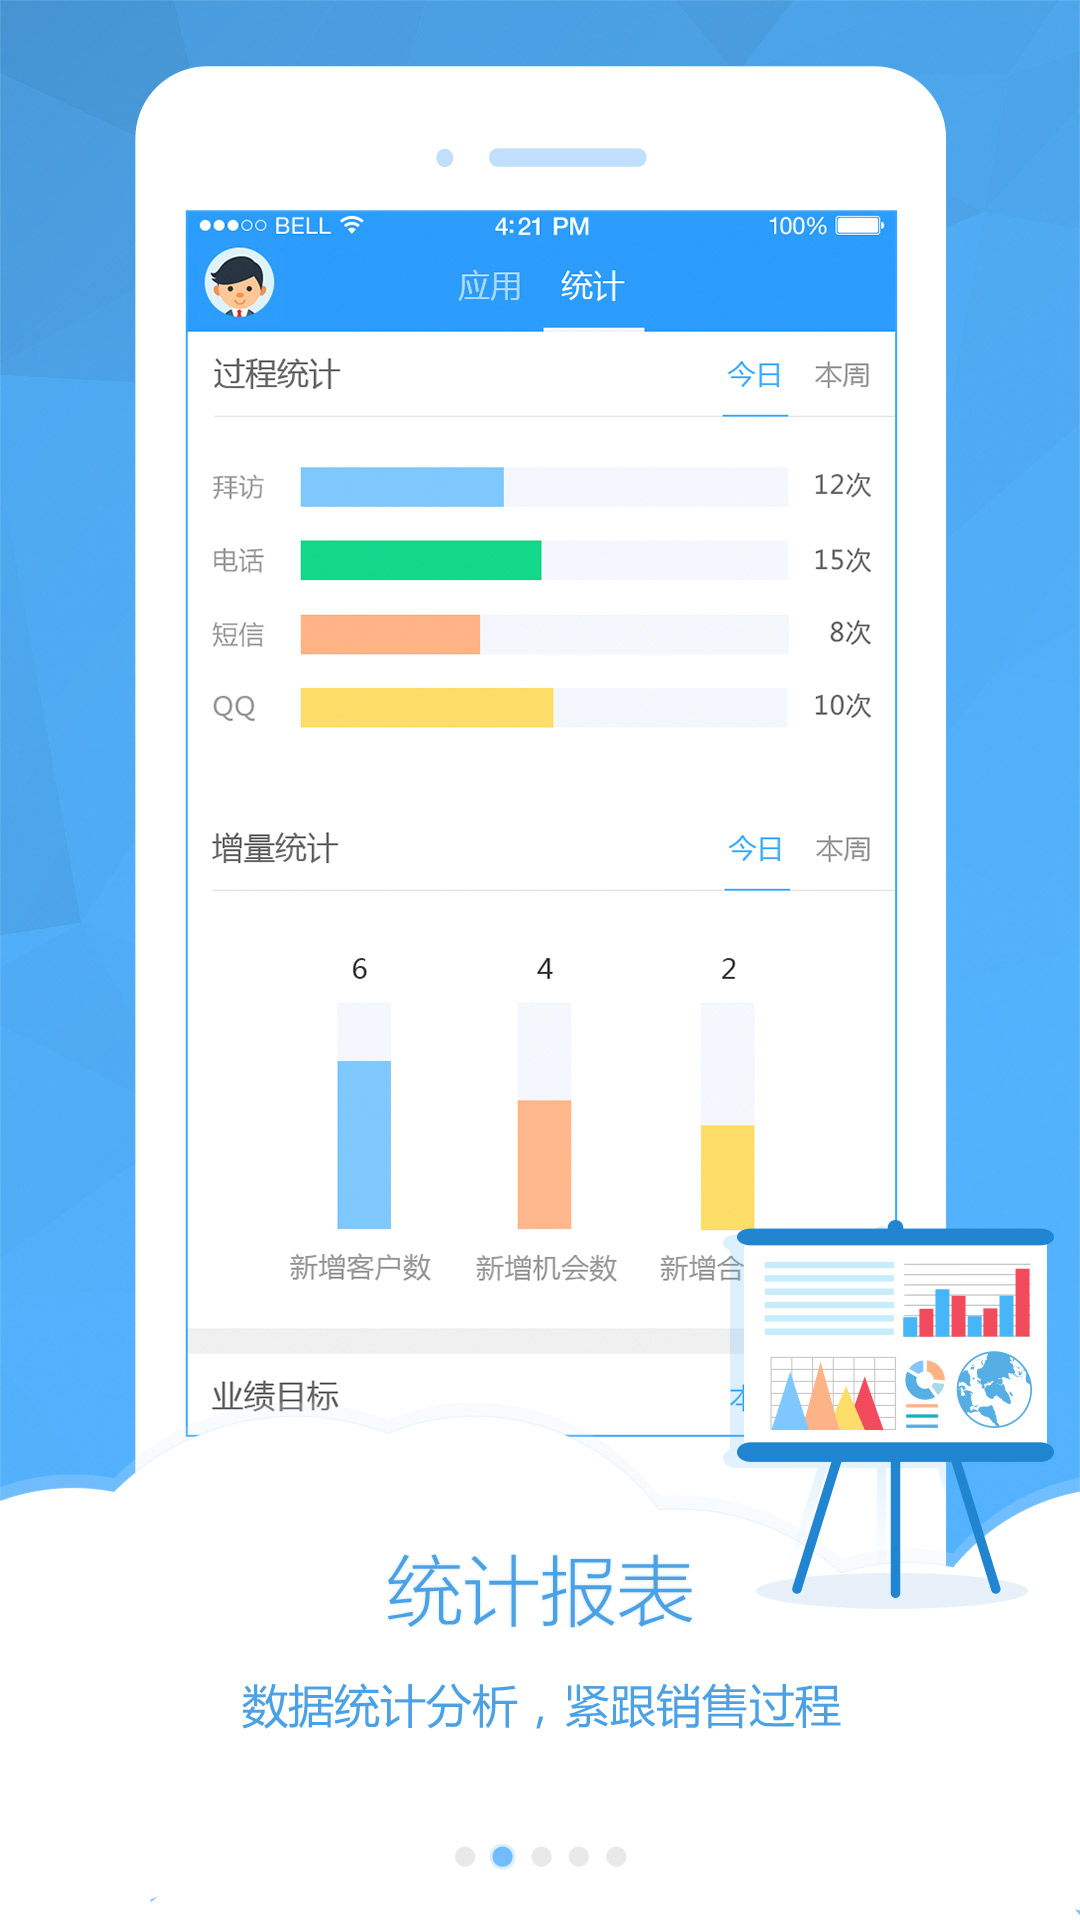 BELL 4:21 PM 100%
应用 统计
过程统计 今日 本周
拜访 12次
电话 15次
短信 8次
QQ 10次
增量统计 今日 本周
6 4 2
新增客户数 新增机会数 新增合
业绩目标
统计报表
数据统计分析，紧跟销售过程